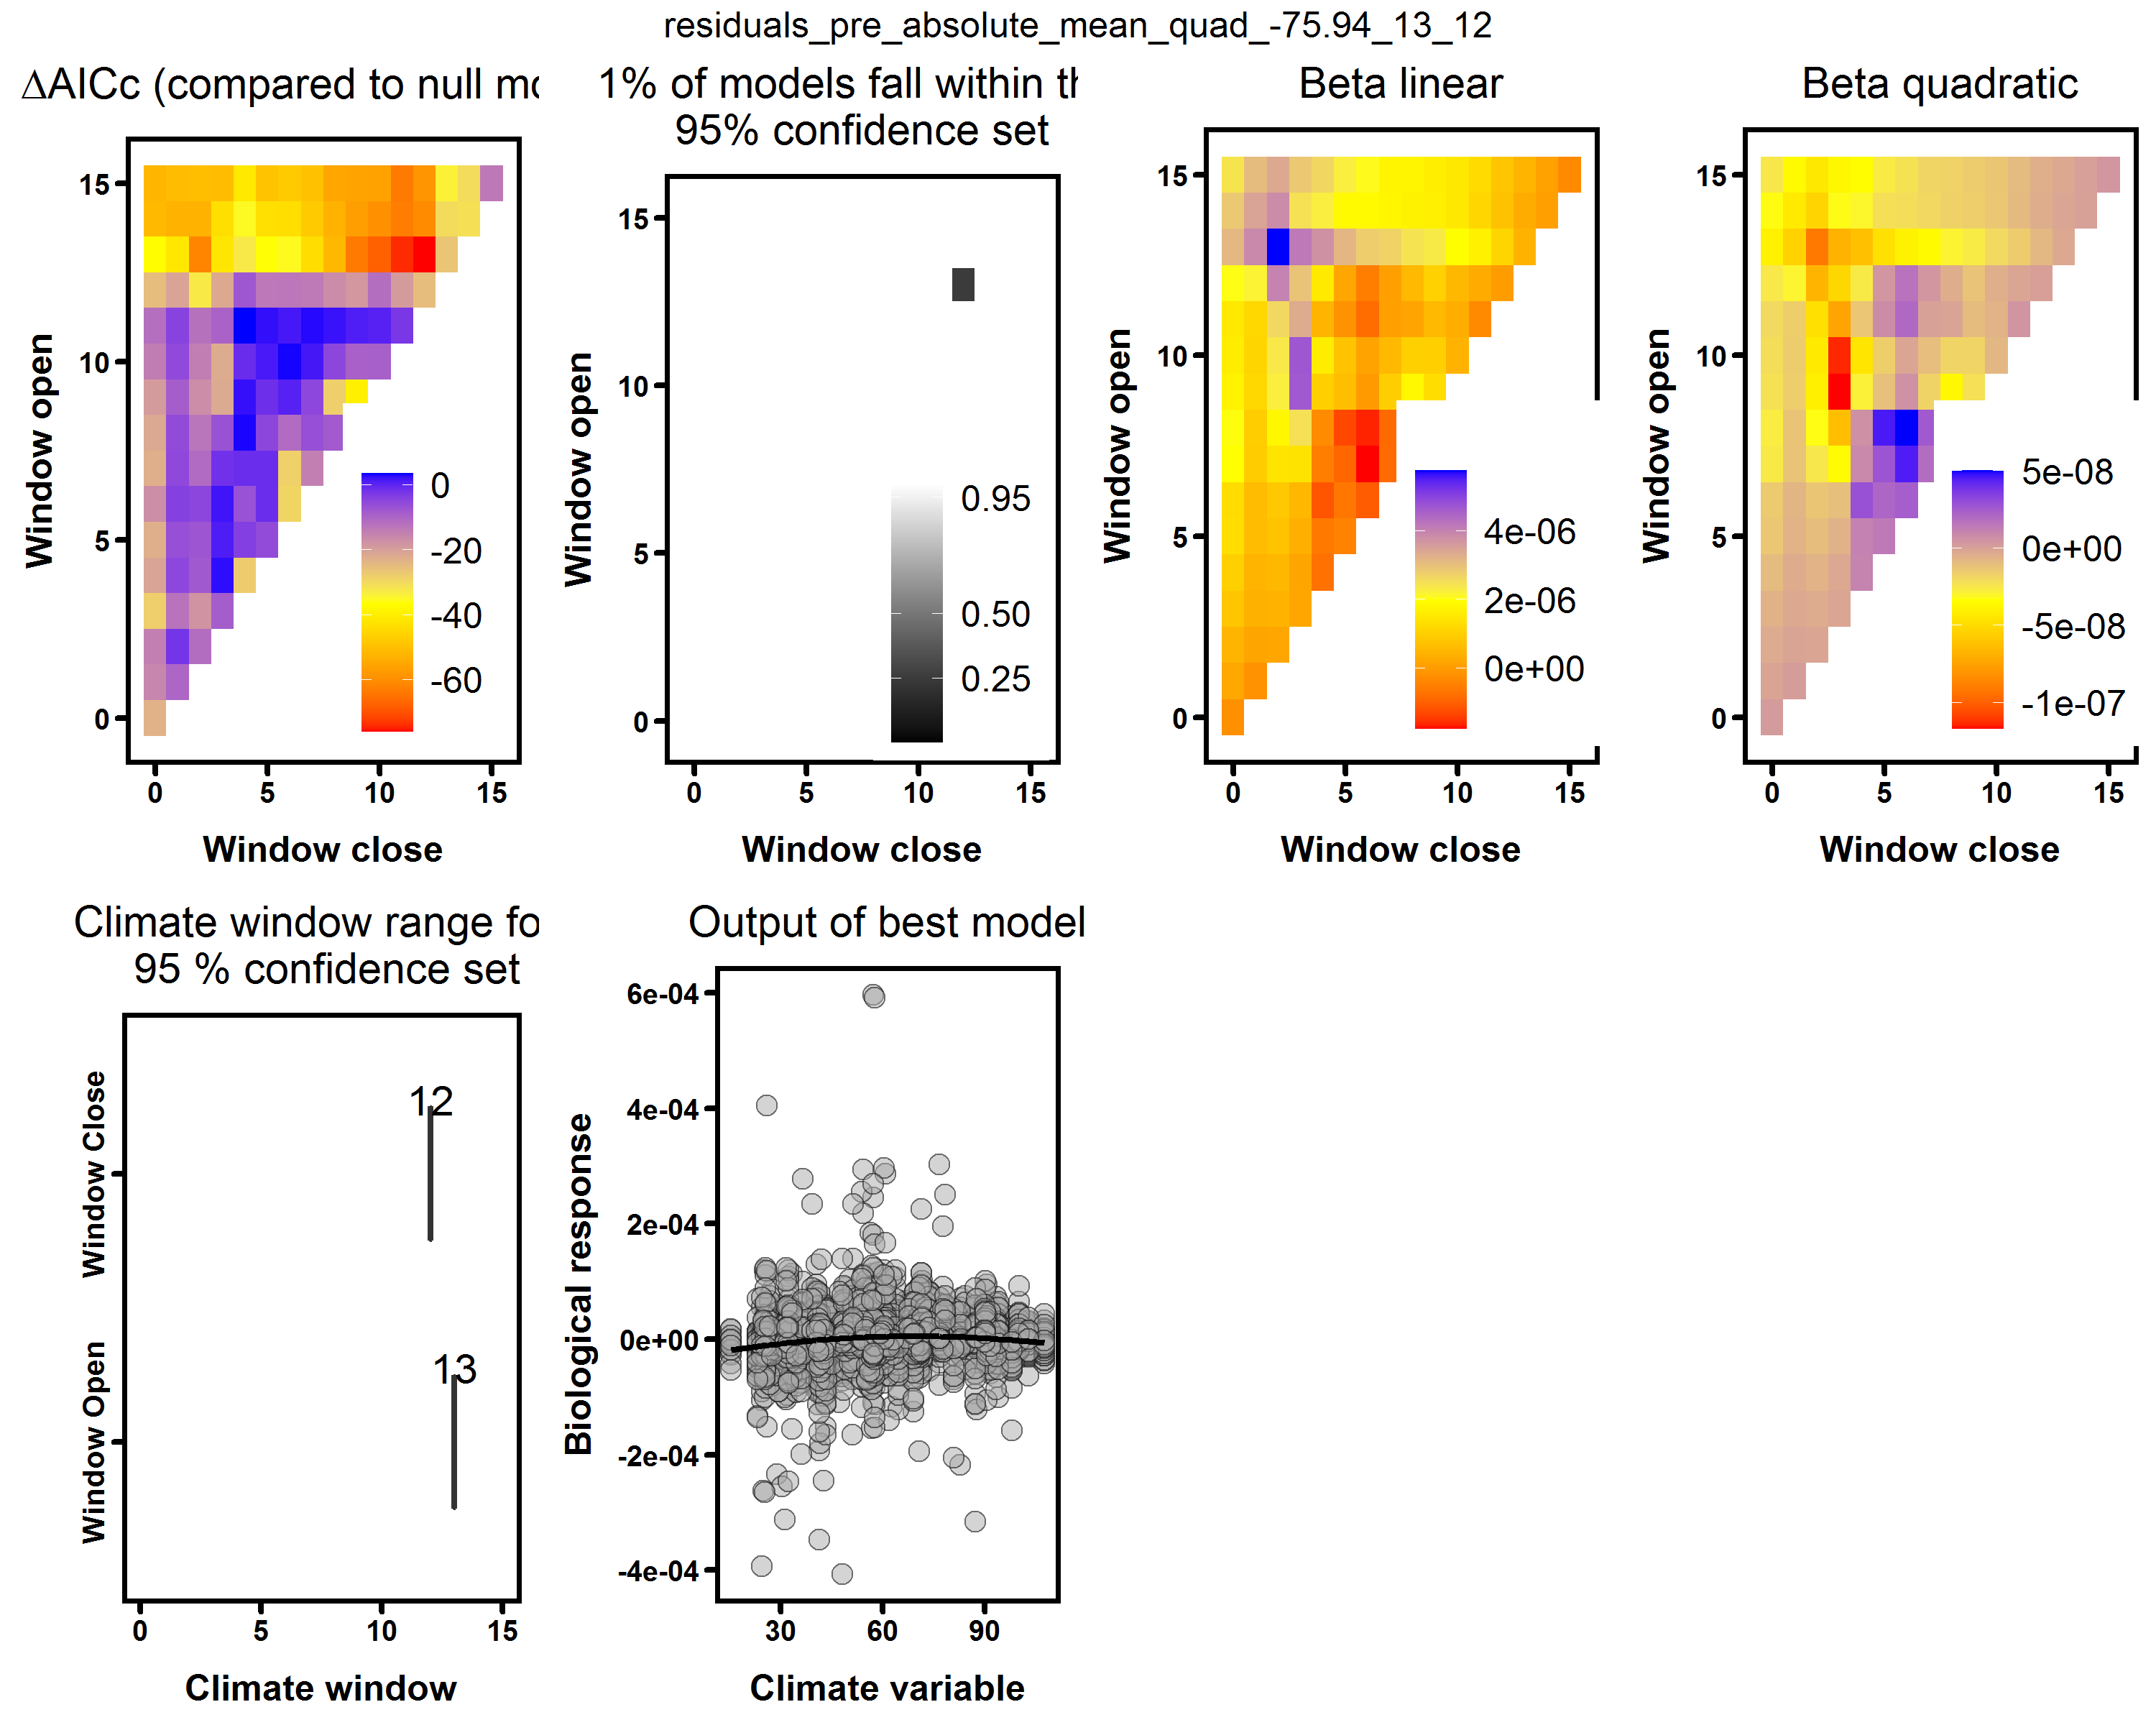 residuals_pre_absolute_mean_quad_-75.94_13_12
ΔAICc (compared to null mo
Window open
15
10
5
0
0
-20
-40
-60
0 5 10 15
Window close
1% of models fall within th
95% confidence set
Window open
15
10
5
0
0.95
0.50
0.25
0 5 10 15
Window close
Beta linear
Window open
15
10
5
0
4e-06
2e-06
0e+00
0 5 10 15
Window close
Beta quadratic
Window open
15
10
5
0
5e-08
0e+00
-5e-08
-1e-07
0 5 10 15
Window close
Climate window range fo
95 % confidence set
Window Close
Window Open
12
13
0 5 10 15
Climate window
Output of best model
Biological response
6e-04
4e-04
2e-04
0e+00
-2e-04
-4e-04
30 60 90
Climate variable